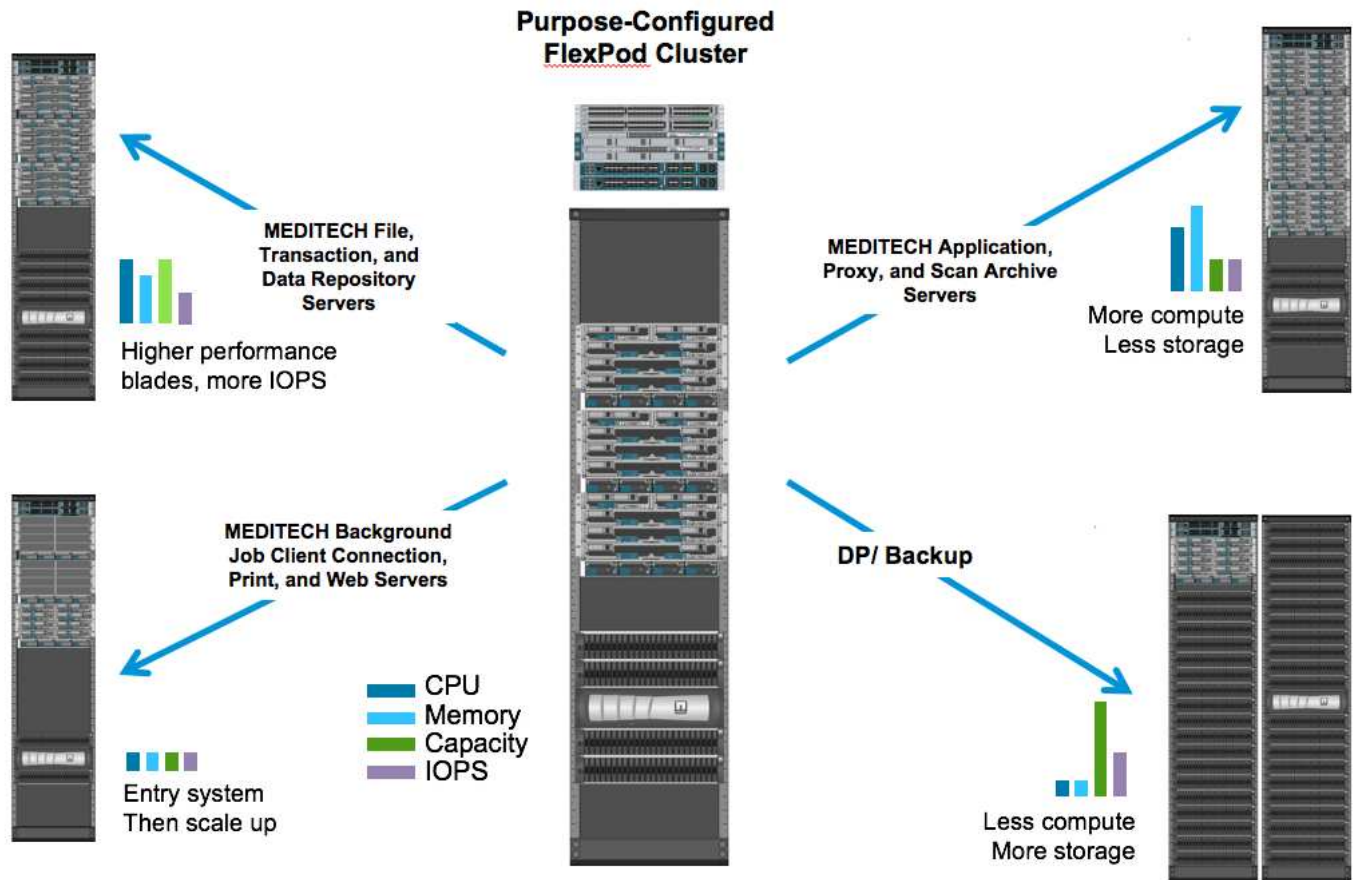 Purpose-Configured
FlexPod Cluster
MEDITECH File,
Transaction, and
Data Repository
Servers
Higher performance
blades, more IOPS
MEDITECH Application,
Proxy, and Scan Archive
Servers
More compute
Less storage
MEDITECH Background
Job Client Connection,
Print, and Web Servers
Entry system
Then scale up
CPU
Memory
Capacity
IOPS
DP/ Backup
Less compute
More storage